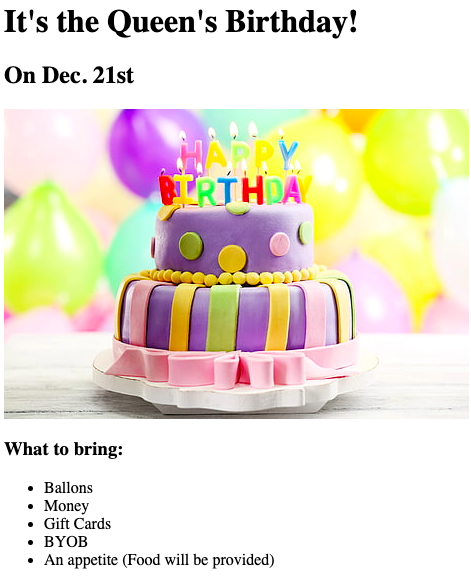 It's the Queen's Birthday!
On Dec. 21st
HAPPY
BIRTHDAY
What to bring:
Ballons
Money
Gift Cards
BYOB
An appetite (Food will be provided)